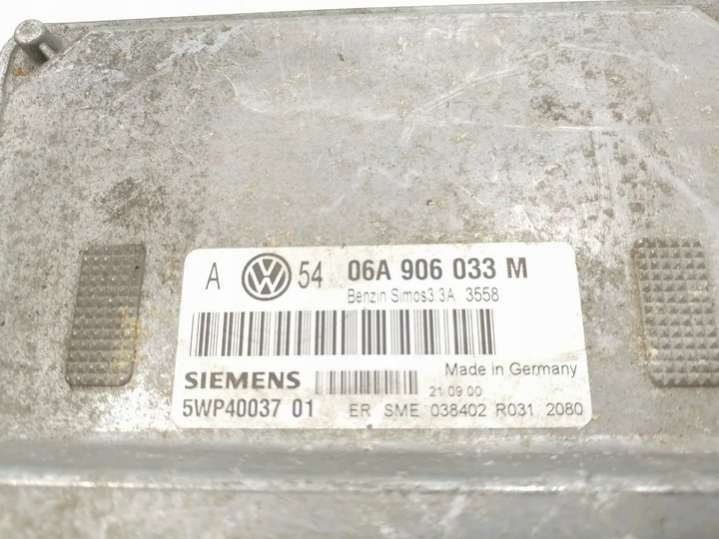 A VW 54 06A 906 033 M
Benzin Simos3.3A 3558
SIEMENS Made in Germany
21 09 00
5WP40037 01 ER SME 038402 R031 2080